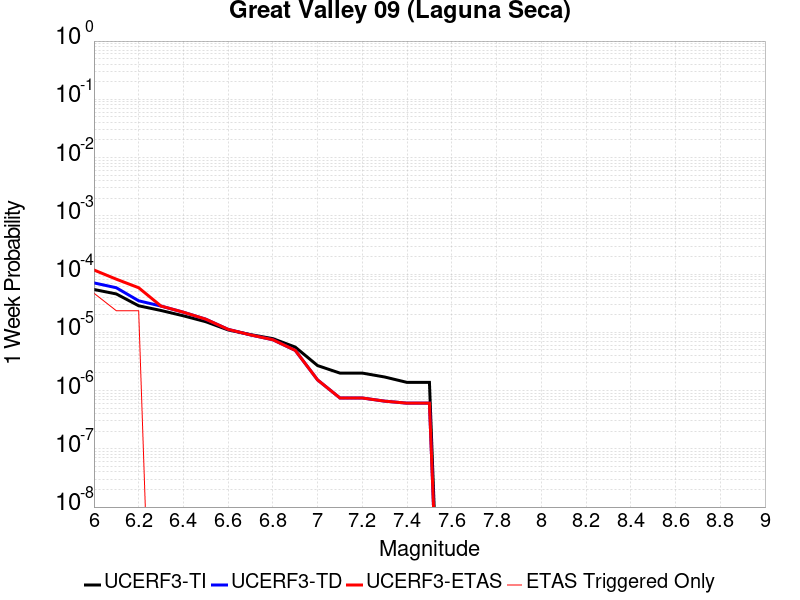 Great Valley 09 (Laguna Seca)
10^0
10^-1
10^-2
10^-3
10^-4
10^-5
10^-6
10^-7
10^-8
1 Week Probability
6 6.2 6.4 6.6 6.8 7 7.2 7.4 7.6 7.8 8 8.2 8.4 8.6 8.8 9
Magnitude
UCERF3-TI UCERF3-TD UCERF3-ETAS ETAS Triggered Only